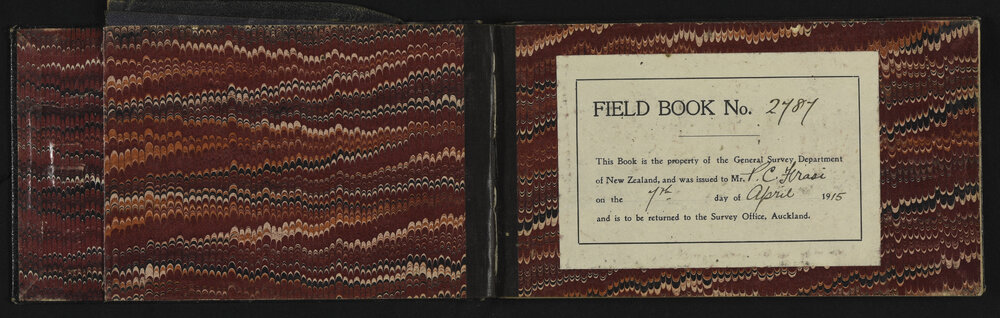 FIELD BOOK No. 2787
This Book is the property of the General Survey Department
of New Zealand, and was issued to Mr. P. C.
on the 7th day of April 1915
and is to be returned to the Survey Office, Auckland.